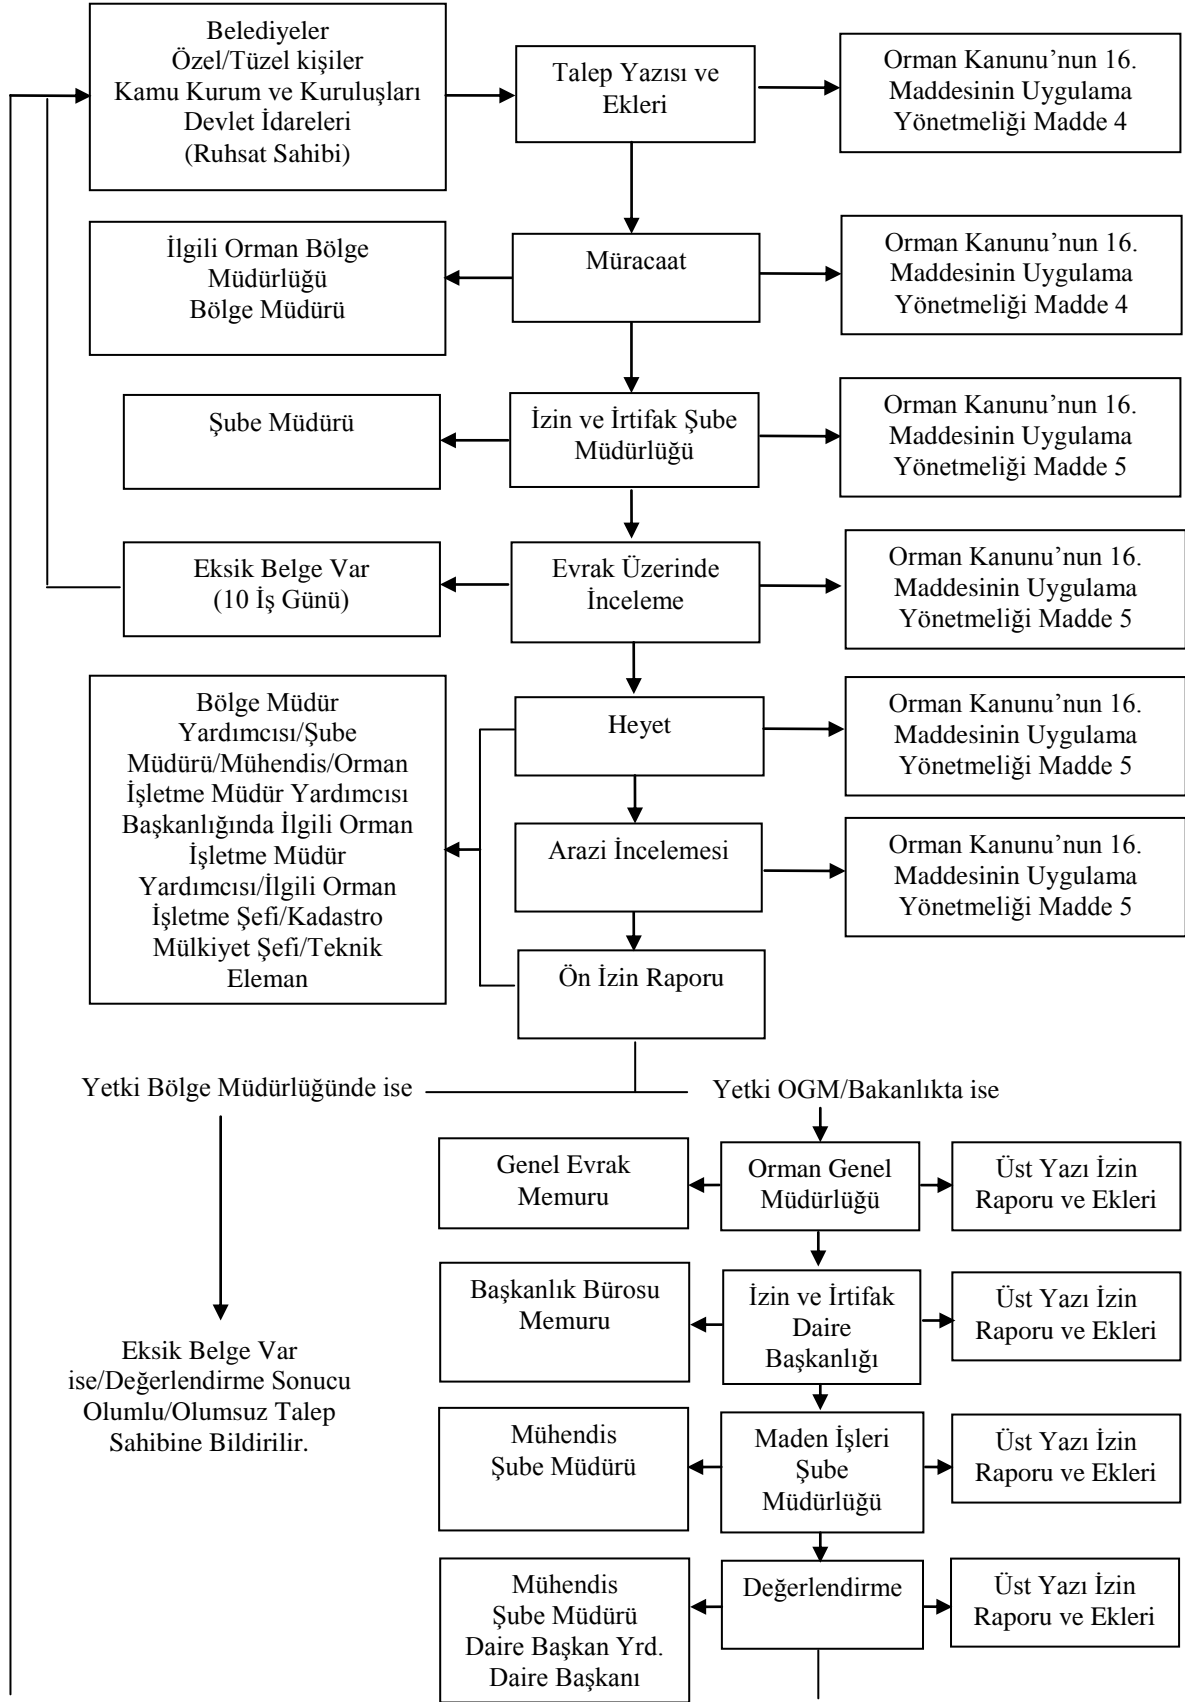 Belediyeler
Özel/Tüzel kişiler
Kamu Kurum ve Kuruluşları
Devlet İdareleri
(Ruhsat Sahibi)
Talep Yazısı ve
Ekleri
Orman Kanunu’nun 16.
Maddesinin Uygulama
Yönetmeliği Madde 4
İlgili Orman Bölge
Müdürlüğü
Bölge Müdürü
Müracaat
Orman Kanunu’nun 16.
Maddesinin Uygulama
Yönetmeliği Madde 4
Şube Müdürü
İzin ve İrtifak Şube
Müdürlüğü
Orman Kanunu’nun 16.
Maddesinin Uygulama
Yönetmeliği Madde 5
Eksik Belge Var
(10 İş Günü)
Evrak Üzerinde
İnceleme
Orman Kanunu’nun 16.
Maddesinin Uygulama
Yönetmeliği Madde 5
Bölge Müdür
Yardımcısı/Şube
Müdürü/Mühendis/Orman
İşletme Müdür Yardımcısı
Başkanlığında İlgili Orman
İşletme Müdür
Yardımcısı/İlgili Orman
İşletme Şefi/Kadastro
Mülkiyet Şefi/Teknik
Eleman
Heyet
Orman Kanunu’nun 16.
Maddesinin Uygulama
Yönetmeliği Madde 5
Arazi İncelemesi
Orman Kanunu’nun 16.
Maddesinin Uygulama
Yönetmeliği Madde 5
Ön İzin Raporu
Yetki Bölge Müdürlüğünde ise
Yetki OGM/Bakanlıkta ise
Genel Evrak
Memuru
Orman Genel
Müdürlüğü
Üst Yazı İzin
Raporu ve Ekleri
Başkanlık Bürosu
Memuru
İzin ve İrtifak
Daire
Başkanlığı
Üst Yazı İzin
Raporu ve Ekleri
Eksik Belge Var
ise/Değerlendirme Sonucu
Olumlu/Olumsuz Talep
Sahibine Bildirilir.
Mühendis
Şube Müdürü
Maden İşleri
Şube
Müdürlüğü
Üst Yazı İzin
Raporu ve Ekleri
Mühendis
Şube Müdürü
Daire Başkan Yrd.
Daire Başkanı
Değerlendirme
Üst Yazı İzin
Raporu ve Ekleri